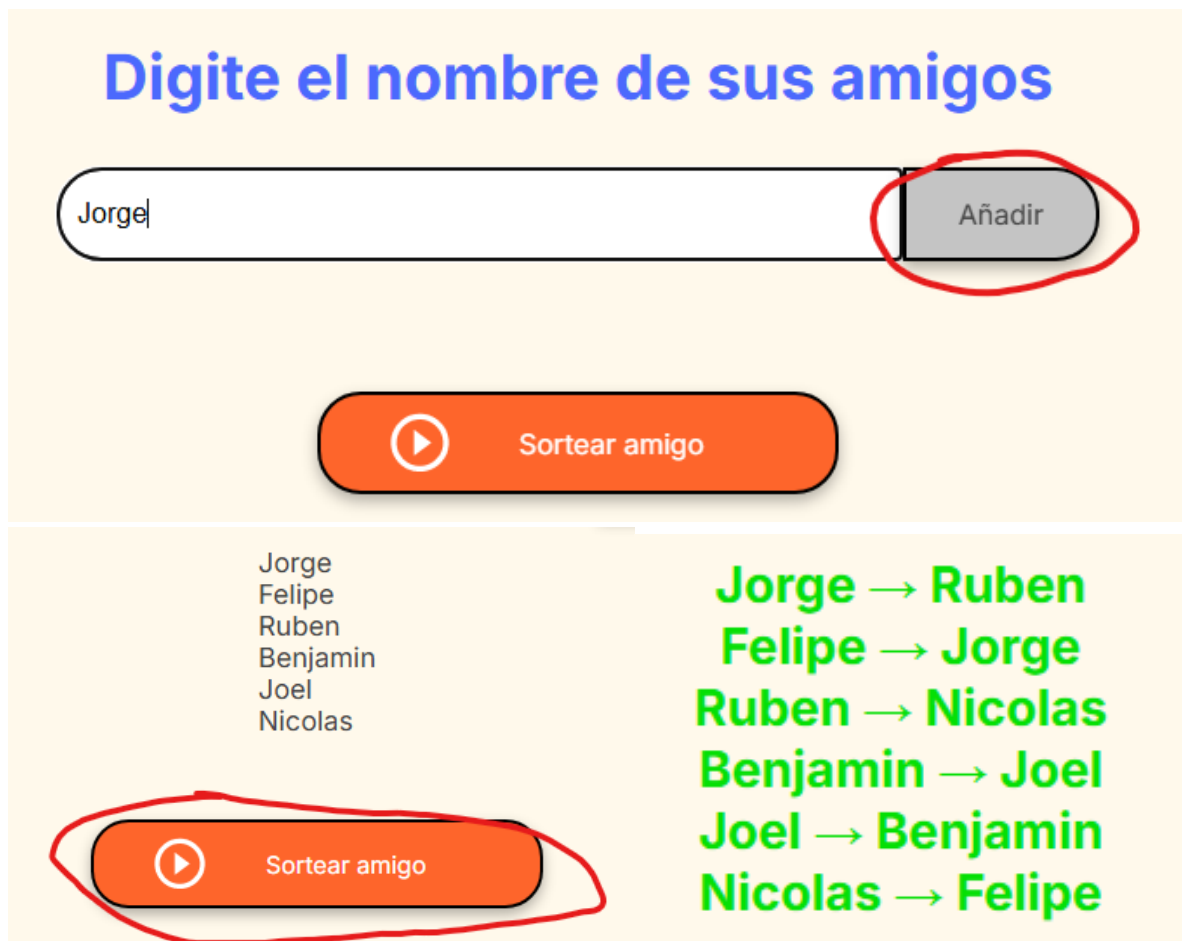 Digite el nombre de sus amigos
Jorge
Añadir
Sortear amigo
Jorge
Felipe
Ruben
Benjamin
Joel
Nicolas
Sortear amigo
Jorge → Ruben
Felipe → Jorge
Ruben → Nicolas
Benjamin → Joel
Joel → Benjamin
Nicolas → Felipe